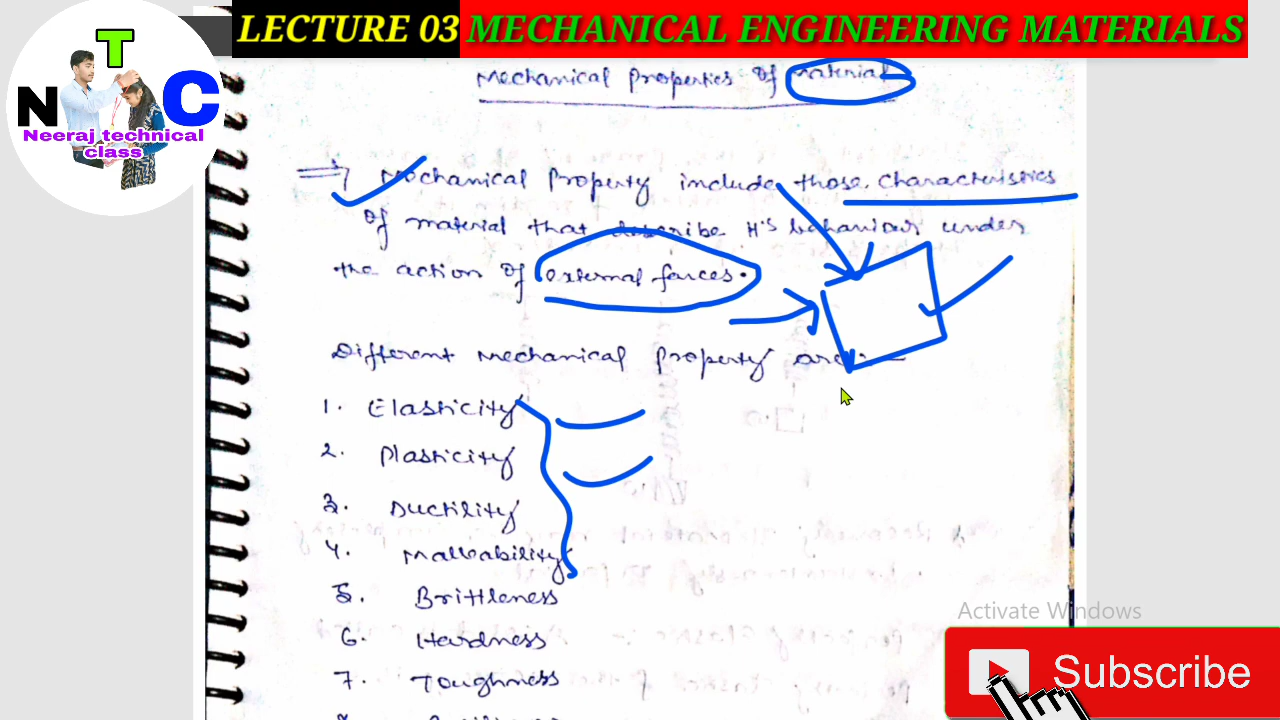 LECTURE 03 MECHANICAL ENGINEERING MATERIALS
T
N C
Neeraj technical
class
Mechanical Properties Of Material
Mechanical Property include those characteristics
Of material that describe It's behaviour under
the action Of external forces.
Different Mechanical property are: -
1. Elasticity
2. Plasticity
3. Ductility
4. Malleability
5. Brittleness
6. Hardness
7. Toughness
Activate Windows
Subscribe